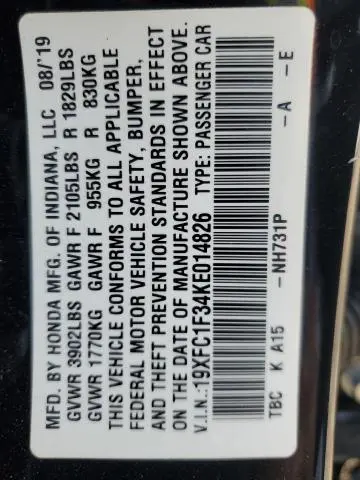 MFD. BY HONDA MFG. OF INDIANA, LLC 08/'19
GVWR 3902LBS GAWR F 2105LBS R 1829LBS
GVWR 1770KG GAWR F 955KG R 830KG
THIS VEHICLE CONFORMS TO ALL APPLICABLE
FEDERAL MOTOR VEHICLE SAFETY, BUMPER,
AND THEFT PREVENTION STANDARDS IN EFFECT
ON THE DATE OF MANUFACTURE SHOWN ABOVE.
V.I.N.:19XFC1F34KE014826 TYPE: PASSENGER CAR
TBC K A15 -NH731P -A -E